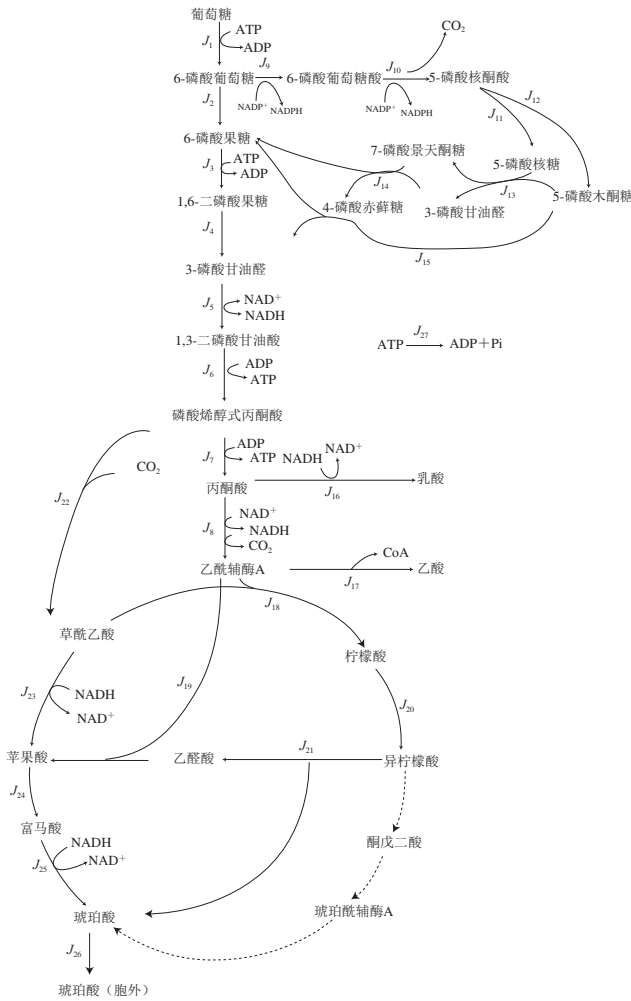 葡萄糖
J1
ATP
ADP
6-磷酸葡萄糖
J9
NADP+
NADPH
6-磷酸葡萄糖酸
J10
NADP+
NADPH
CO2
5-磷酸核酮酸
J2
J11
J12
6-磷酸果糖
7-磷酸景天酮糖
5-磷酸核糖
J3
ATP
ADP
J14
J13
1,6-二磷酸果糖
4-磷酸赤藓糖
3-磷酸甘油醛
5-磷酸木酮糖
J4
J15
3-磷酸甘油醛
J5
NAD+
NADH
1,3-二磷酸甘油酸
ATP
J27
ADP+Pi
J6
ADP
ATP
磷酸烯醇式丙酮酸
J7
ADP
ATP
NADH
NAD+
CO2
J22
丙酮酸
J16
乳酸
J8
NAD+
NADH
CO2
CoA
乙酰辅酶A
J17
乙酸
J18
草酰乙酸
柠檬酸
J23
NADH
NAD+
J19
J20
苹果酸
乙醛酸
J21
异柠檬酸
J24
富马酸
酮戊二酸
NADH
J25
NAD+
琥珀酸
琥珀酰辅酶A
J26
琥珀酸（胞外）